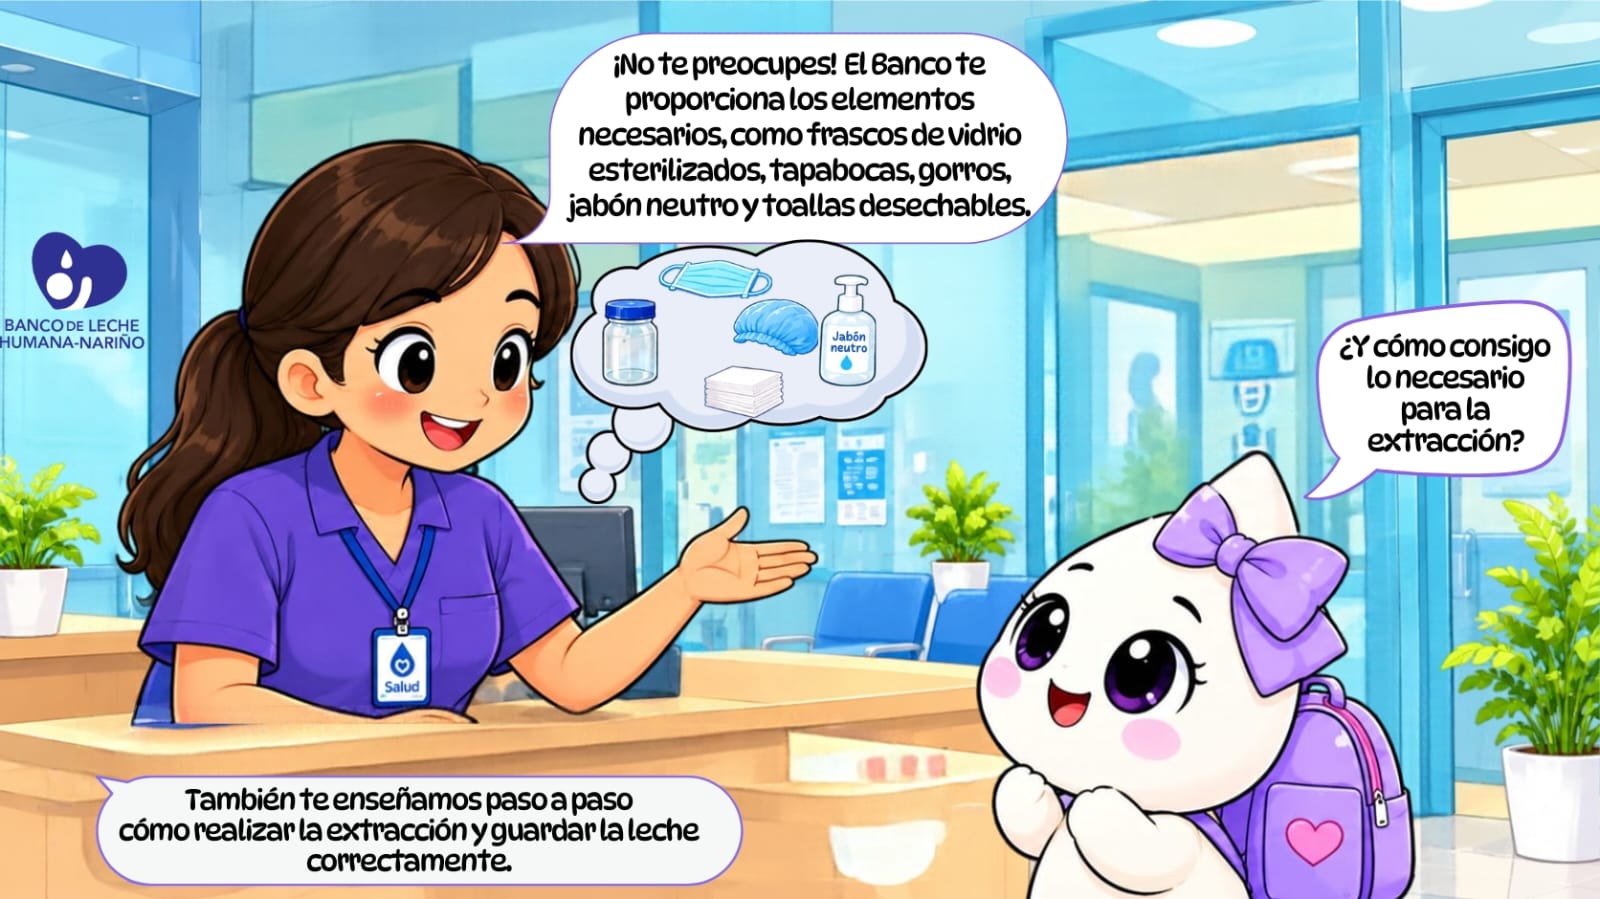 ¡No te preocupes! El Banco te
proporciona los elementos
necesarios, como frascos de vidrio
esterilizados, tapabocas, gorros,
jabón neutro y toallas desechables.
BANCO DE LECHE
HUMANA-NARIÑO
Jabón
neutro
¿Y cómo consigo
lo necesario
para la
extracción?
Salud
También te enseñamos paso a paso
cómo realizar la extracción y guardar la leche
correctamente.